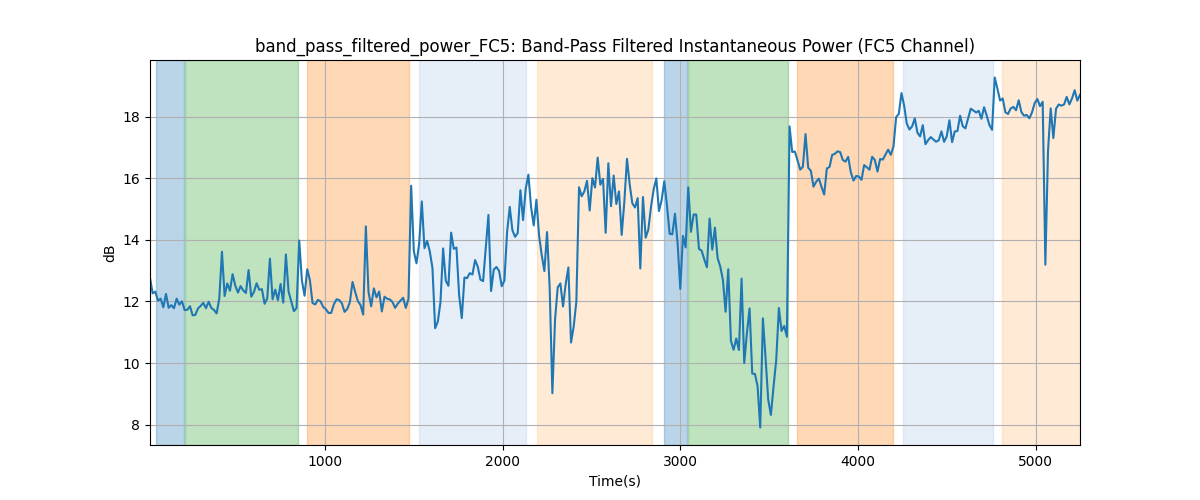 band_pass_filtered_power_FC5: Band-Pass Filtered Instantaneous Power (FC5 Channel)
dB
18
16
14
12
10
8
1000 2000 3000 4000 5000
Time(s)